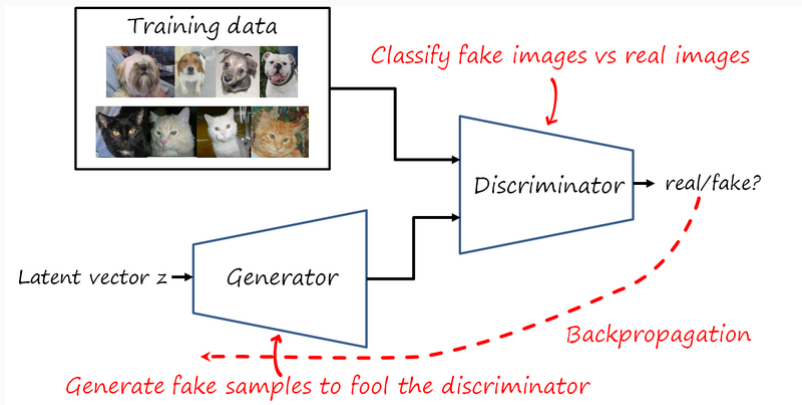 Training data
Classify fake images vs real images
Discriminator
real/fake?
Latent vector z
Generator
Backpropagation
Generate fake samples to fool the discriminator